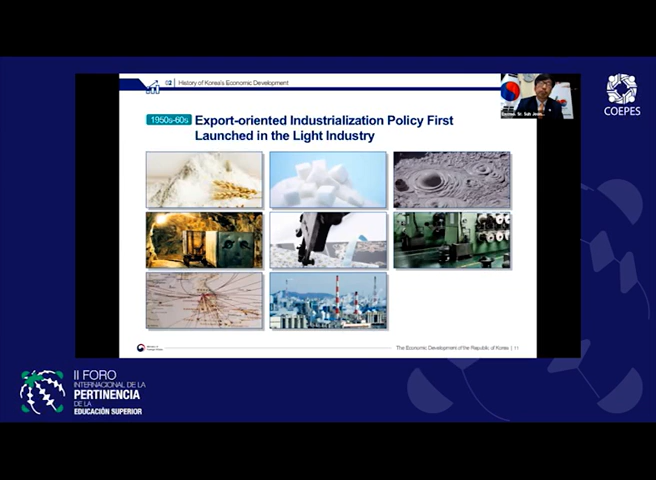 02 | History of Korea's Economic Development
1950s-60s Export-oriented Industrialization Policy First
Launched in the Light Industry
The Economic Development of the Republic of Korea | 11
COEPES
II FORO
INTERNACIONAL DE LA
PERTINENCIA
DE LA
EDUCACIÓN SUPERIOR